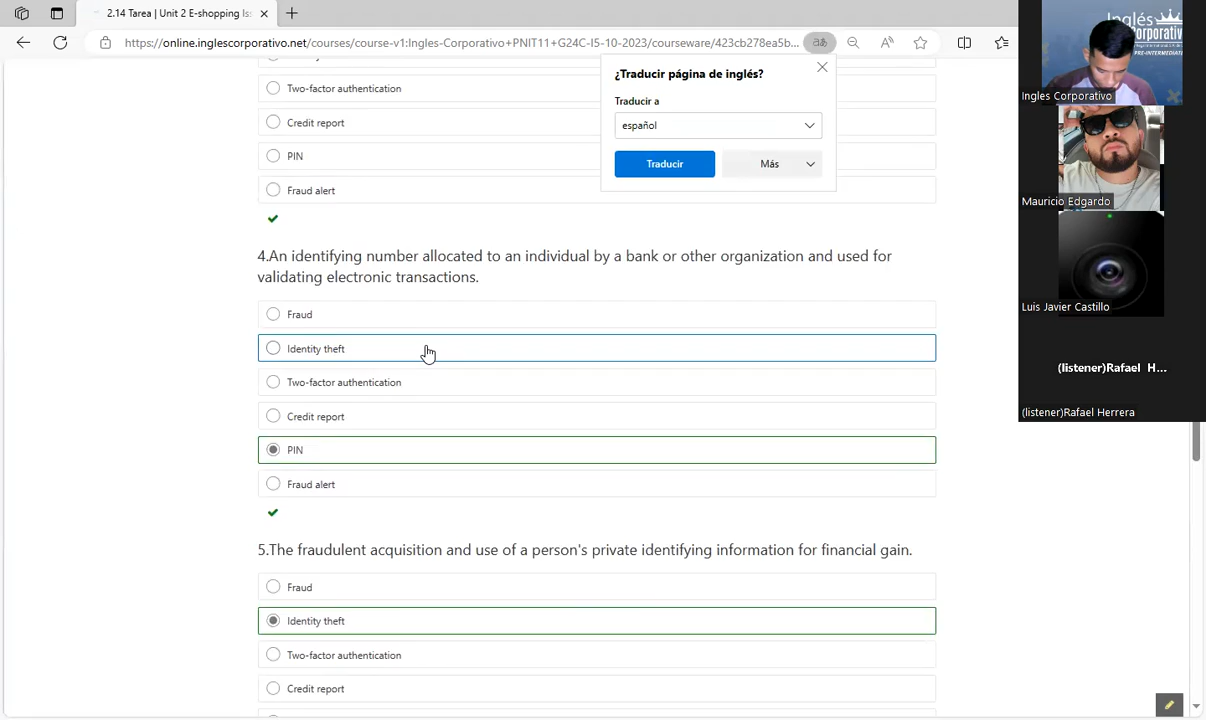 2.14 Tarea | Unit 2 E-shopping Is
https://online.inglescorporativo.net/courses/course-v1:Ingles-Corporativo+PNIT11+G24C-I5-10-2023/courseware/423cb278ea5b...
¿Traducir página de inglés?
Traducir a
español
Traducir
Más
Two-factor authentication
Credit report
PIN
Fraud alert
4.An identifying number allocated to an individual by a bank or other organization and used for
validating electronic transactions.
Fraud
Identity theft
Two-factor authentication
Credit report
PIN
Fraud alert
5.The fraudulent acquisition and use of a person's private identifying information for financial gain.
Fraud
Identity theft
Two-factor authentication
Credit report
Inglés
PRE-INTERMEDIATE
Ingles Corporativo
Mauricio Edgardo
Luis Javier Castillo
(listener)Rafael H...
(listener)Rafael Herrera